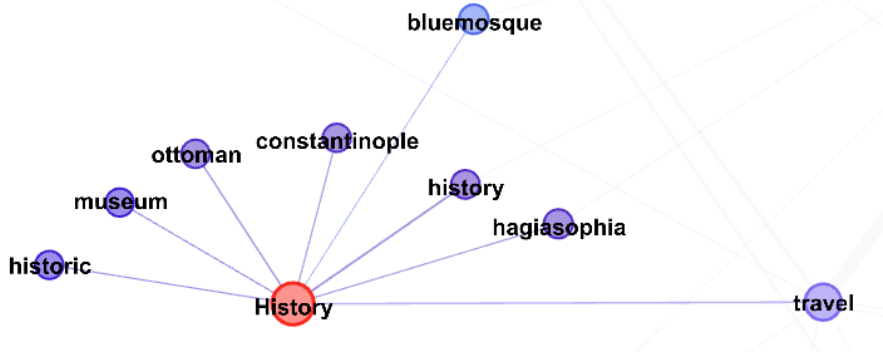 bluemosque
constantinople
ottoman
history
museum
hagiasophia
historic
travel
History